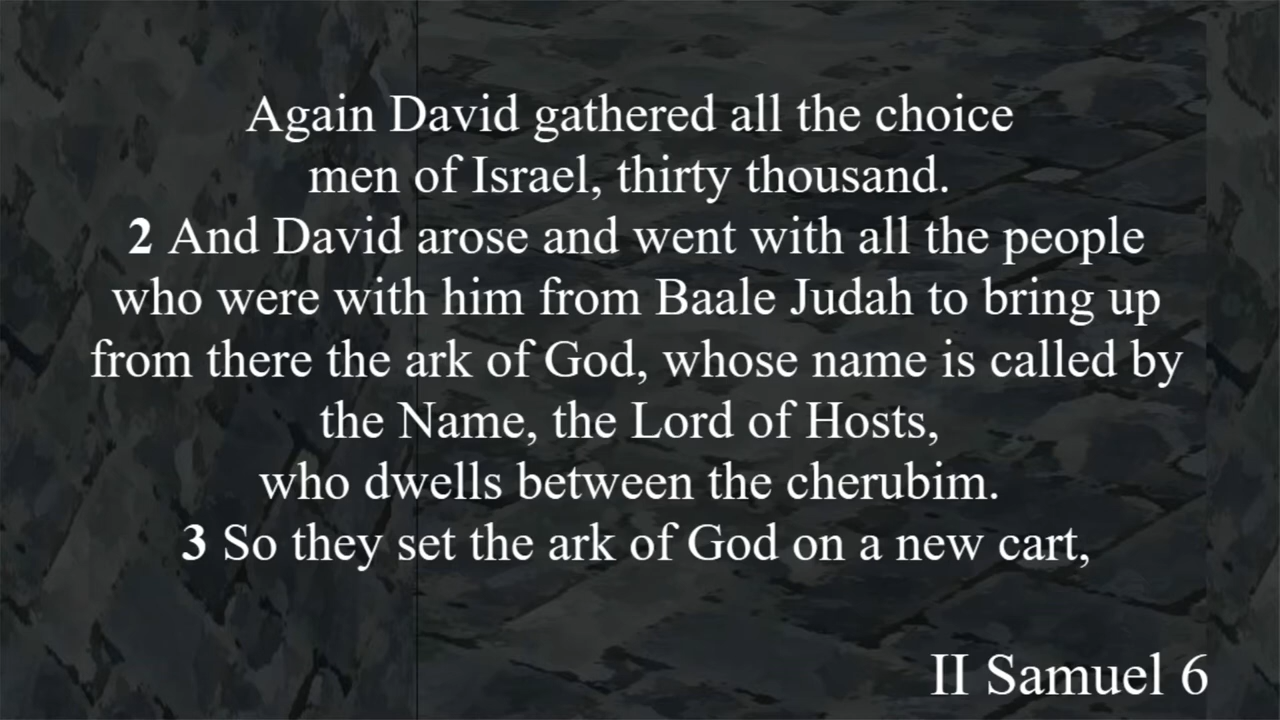 Again David gathered all the choice
men of Israel, thirty thousand.
2 And David arose and went with all the people
who were with him from Baale Judah to bring up
from there the ark of God, whose name is called by
the Name, the Lord of Hosts,
who dwells between the cherubim.
3 So they set the ark of God on a new cart,
II Samuel 6